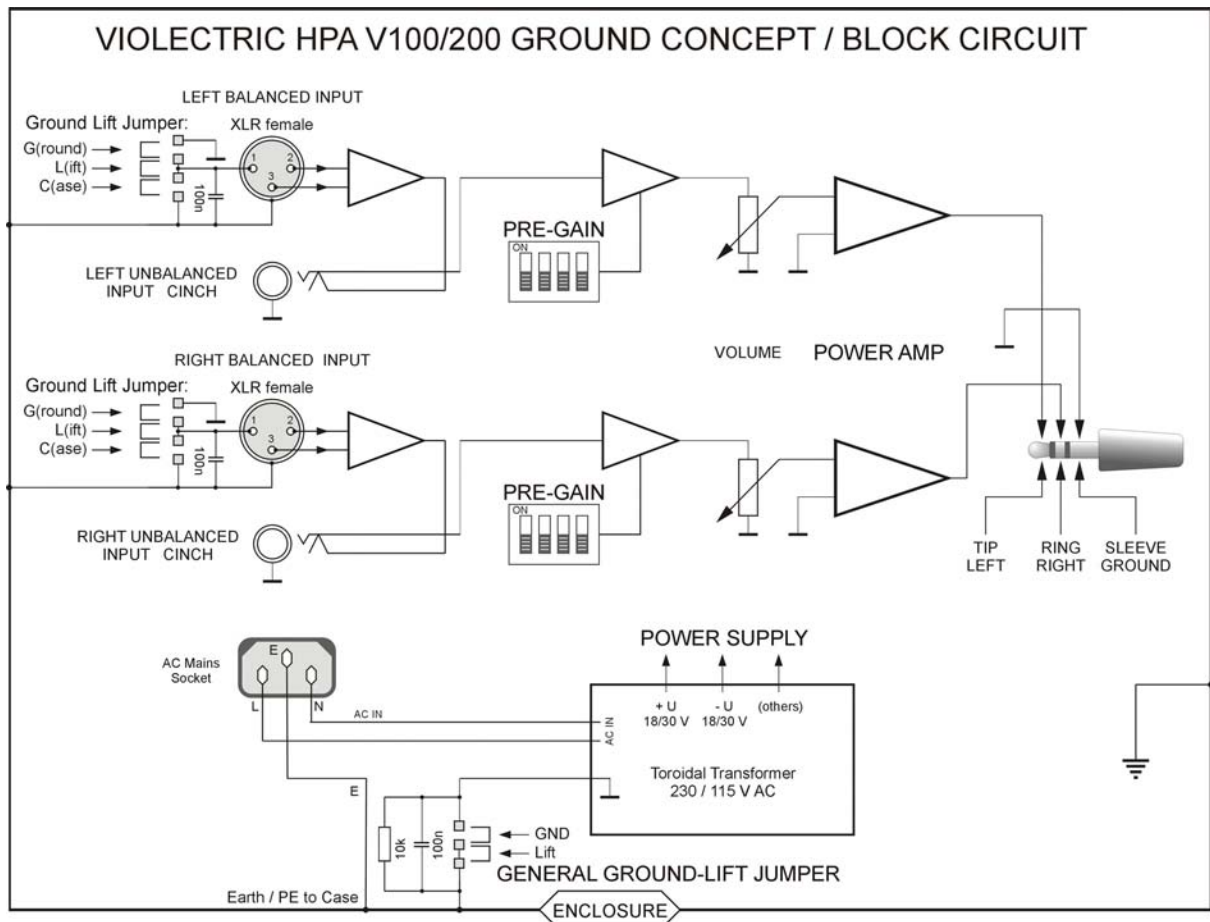 VIOLECTRIC HPA V100/200 GROUND CONCEPT / BLOCK CIRCUIT
LEFT BALANCED INPUT
Ground Lift Jumper:
XLR female
G(round)
L(ift)
C(ase)
1
2
3
100n
PRE-GAIN
ON
LEFT UNBALANCED
INPUT CINCH
RIGHT BALANCED INPUT
Ground Lift Jumper:
XLR female
G(round)
L(ift)
C(ase)
1
2
3
100n
VOLUME
POWER AMP
PRE-GAIN
ON
RIGHT UNBALANCED
INPUT CINCH
TIP
LEFT
RING
RIGHT
SLEEVE
GROUND
AC Mains
Socket
E
L
N
AC IN
POWER SUPPLY
+ U
18/30 V
- U
18/30 V
(others)
AC IN
Toroidal Transformer
230 / 115 V AC
E
10k
100n
GND
Lift
GENERAL GROUND-LIFT JUMPER
Earth / PE to Case
ENCLOSURE